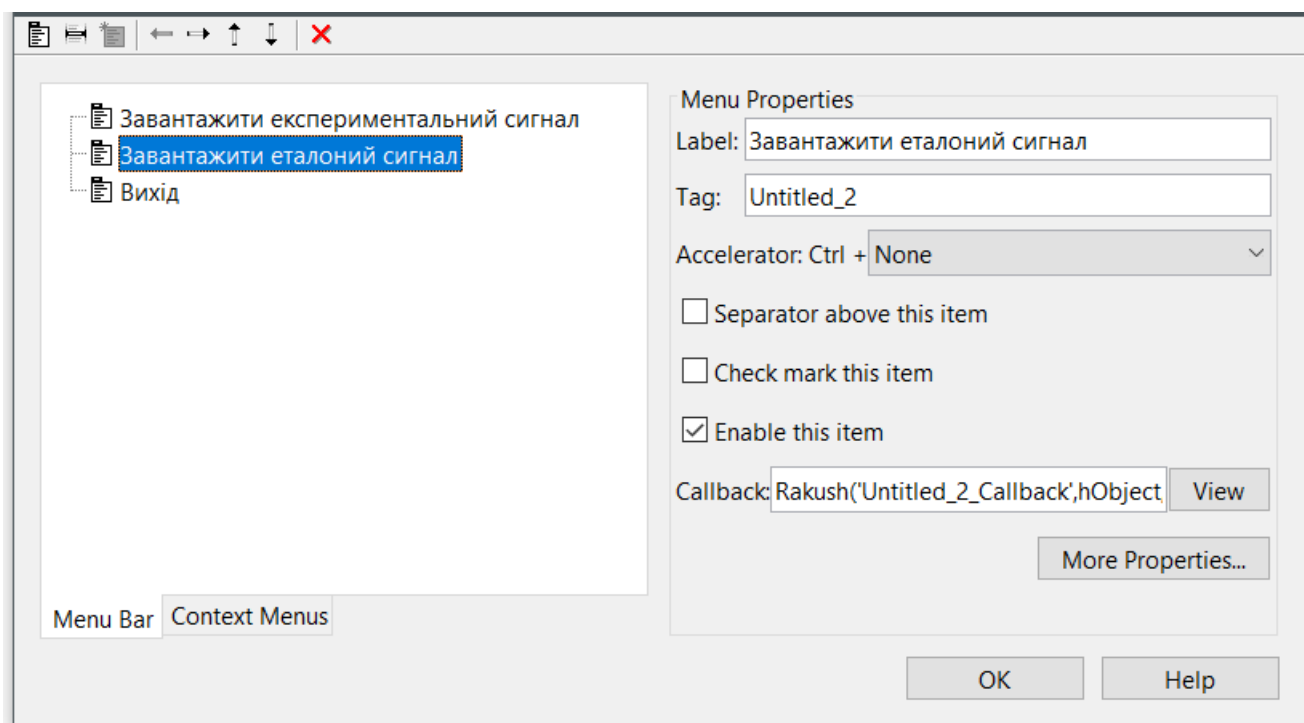 Завантажити експериментальний сигнал
Завантажити еталоний сигнал
Вихід
Menu Bar
Context Menus
Menu Properties
Label: Завантажити еталоний сигнал
Tag: Untitled_2
Accelerator: Ctrl + None
Separator above this item
Check mark this item
Enable this item
Callback: Rakush('Untitled_2_Callback',hObject, View
More Properties...
OK Help